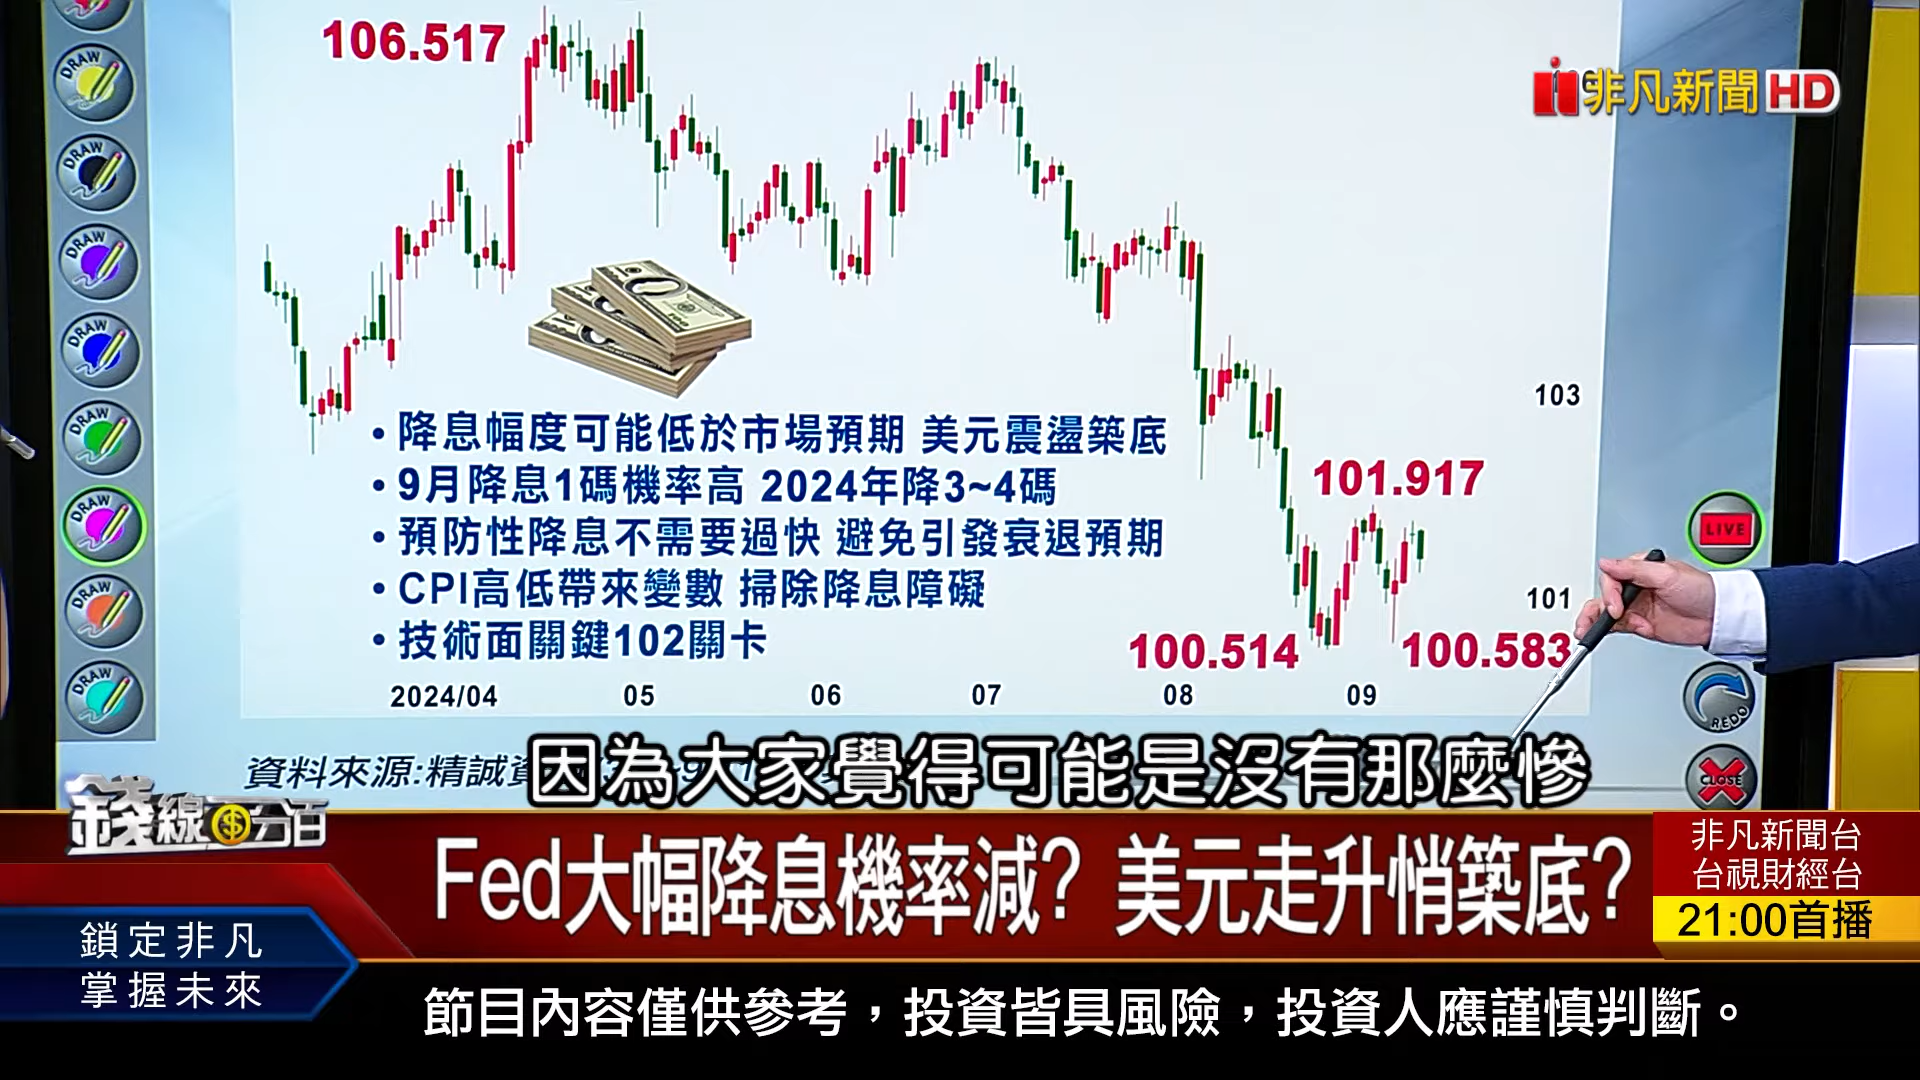 106.517
非凡新聞HD
DRAW
DRAW
DRAW
DRAW
DRAW
DRAW
DRAW
DRAW
103
101.917
LIVE
101
100.514
100.583
REDO
CLOSE
•降息幅度可能低於市場預期 美元震盪築底
•9月降息1碼機率高 2024年降3~4碼
•預防性降息不需要過快 避免引發衰退預期
•CPI高低帶來變數 掃除降息障礙
•技術面關鍵102關卡
2024/04 05 06 07 08 09
資料來源:精誠資
因為大家覺得可能是沒有那麼慘
錢線百分百
Fed大幅降息機率減? 美元走升悄築底?
非凡新聞台
台視財經台
21:00首播
鎖定非凡
掌握未來
節目內容僅供參考，投資皆具風險，投資人應謹慎判斷。